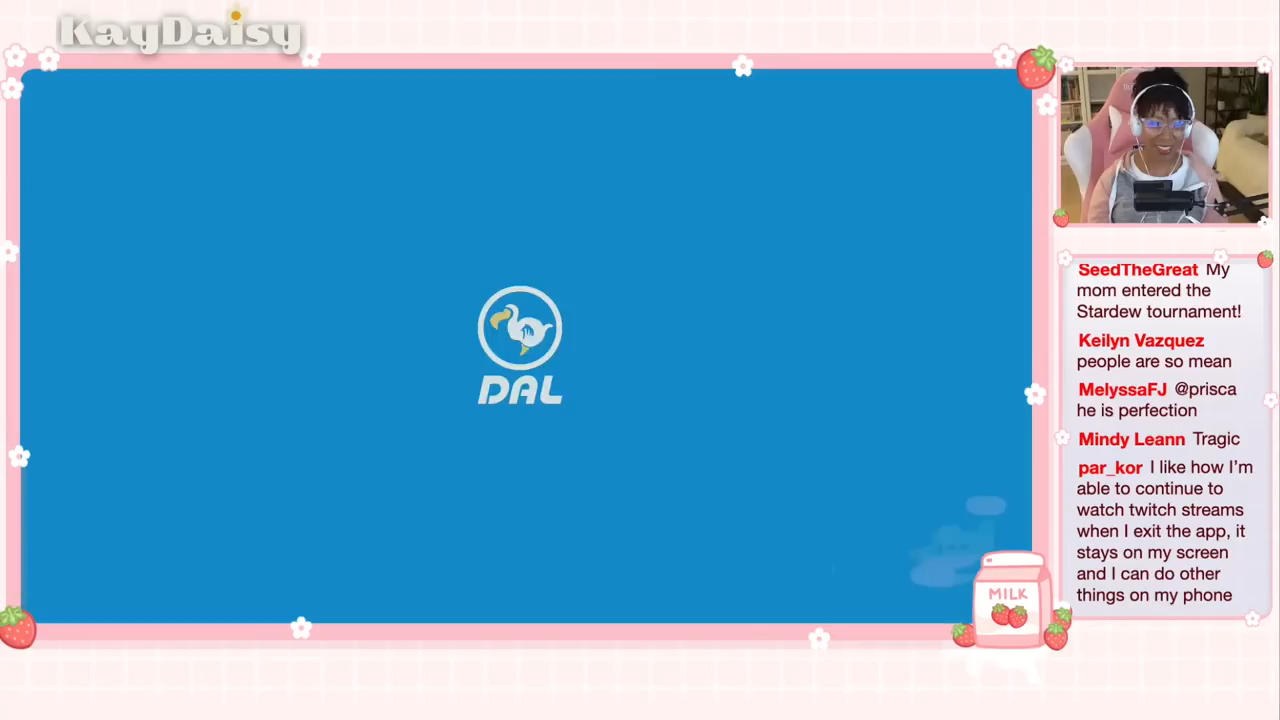 KayDaisy
DAL
MILK
SeedTheGreat My
mom entered the
Stardew tournament!
Keilyn Vazquez
people are so mean
MelyssaFJ @prisca
he is perfection
Mindy Leann Tragic
par_kor I like how I’m
able to continue to
watch twitch streams
when I exit the app, it
stays on my screen
and I can do other
things on my phone